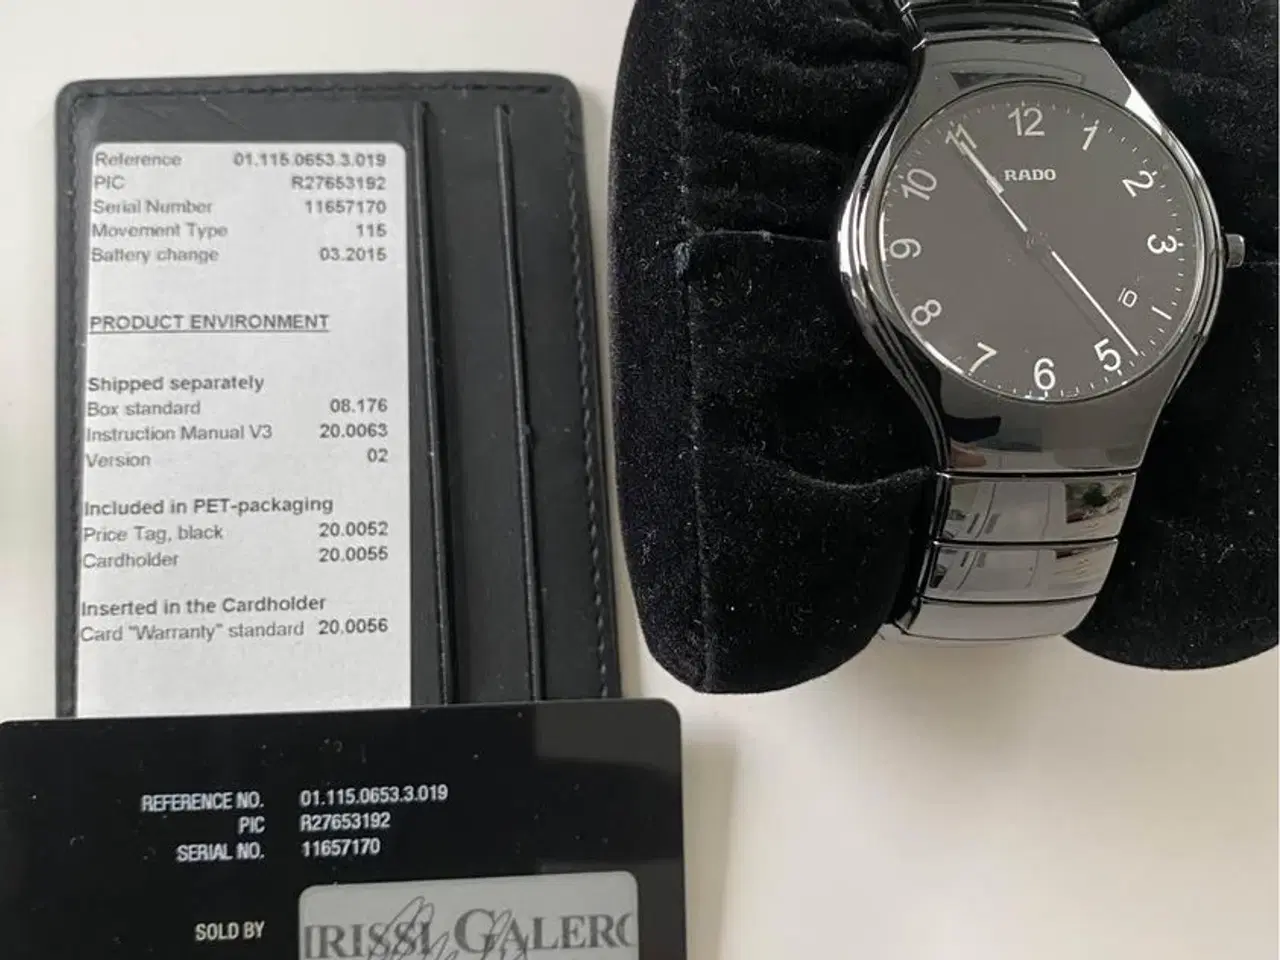 Reference 01.115.0653.3.019
PIC R27653192
Serial Number 11657170
Movement Type 115
Battery change 03.2015
PRODUCT ENVIRONMENT
Shipped separately
Box standard 08.176
Instruction Manual V3 20.0063
Version 02
Included in PET-packaging
Price Tag, black 20.0052
Cardholder 20.0055
Inserted in the Cardholder
Card "Warranty" standard 20.0056
REFERENCE NO. 01.115.0653.3.019
PIC R27653192
SERIAL NO. 11657170
SOLD BY
IRISSI GALERO
12
1
2
3
5
6
7
8
9
10
11
RADO
10